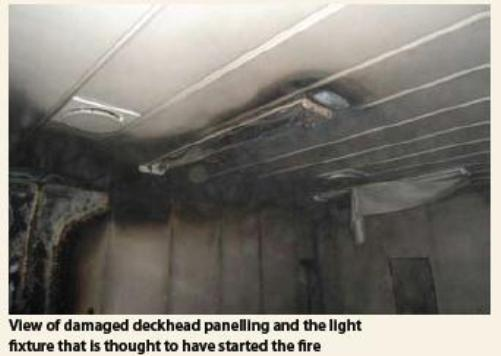 View of damaged deckhead panelling and the light
fixture that is thought to have started the fire